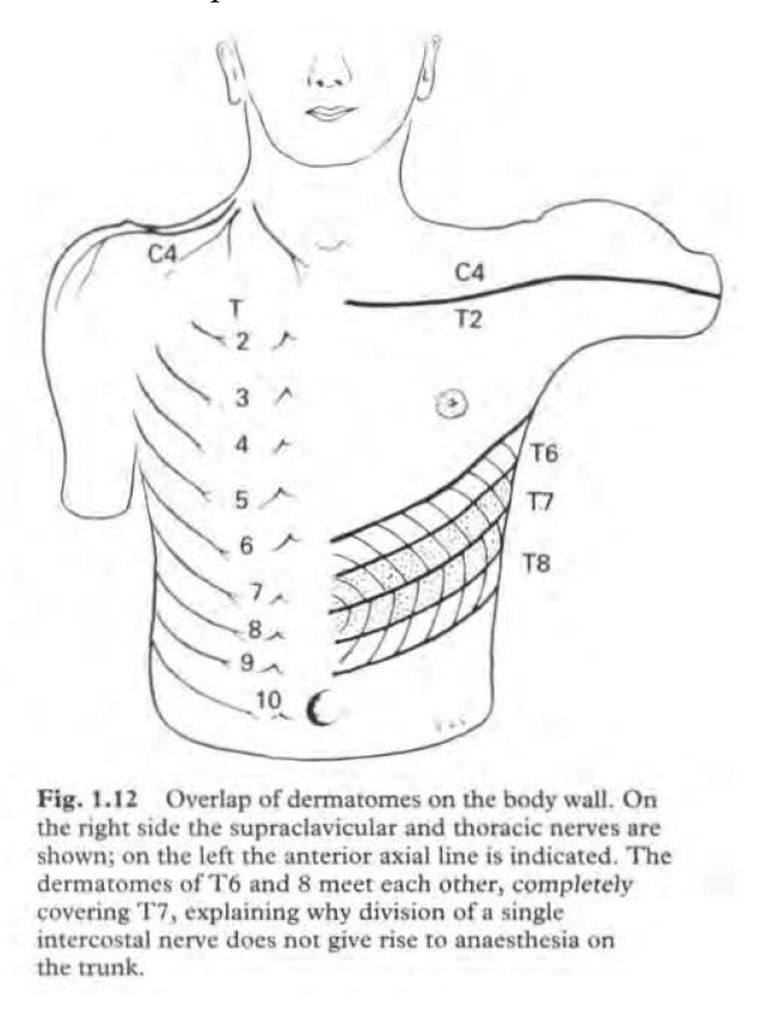 C4
C4
T
T2
2
3
4
T6
5
T7
6
T8
7
8
9
10
Fig. 1.12 Overlap of dermatomes on the body wall. On
the right side the supraclavicular and thoracic nerves are
shown; on the left the anterior axial line is indicated. The
dermatomes of T6 and 8 meet each other, completely
covering T7, explaining why division of a single
intercostal nerve does not give rise to anaesthesia on
the trunk.